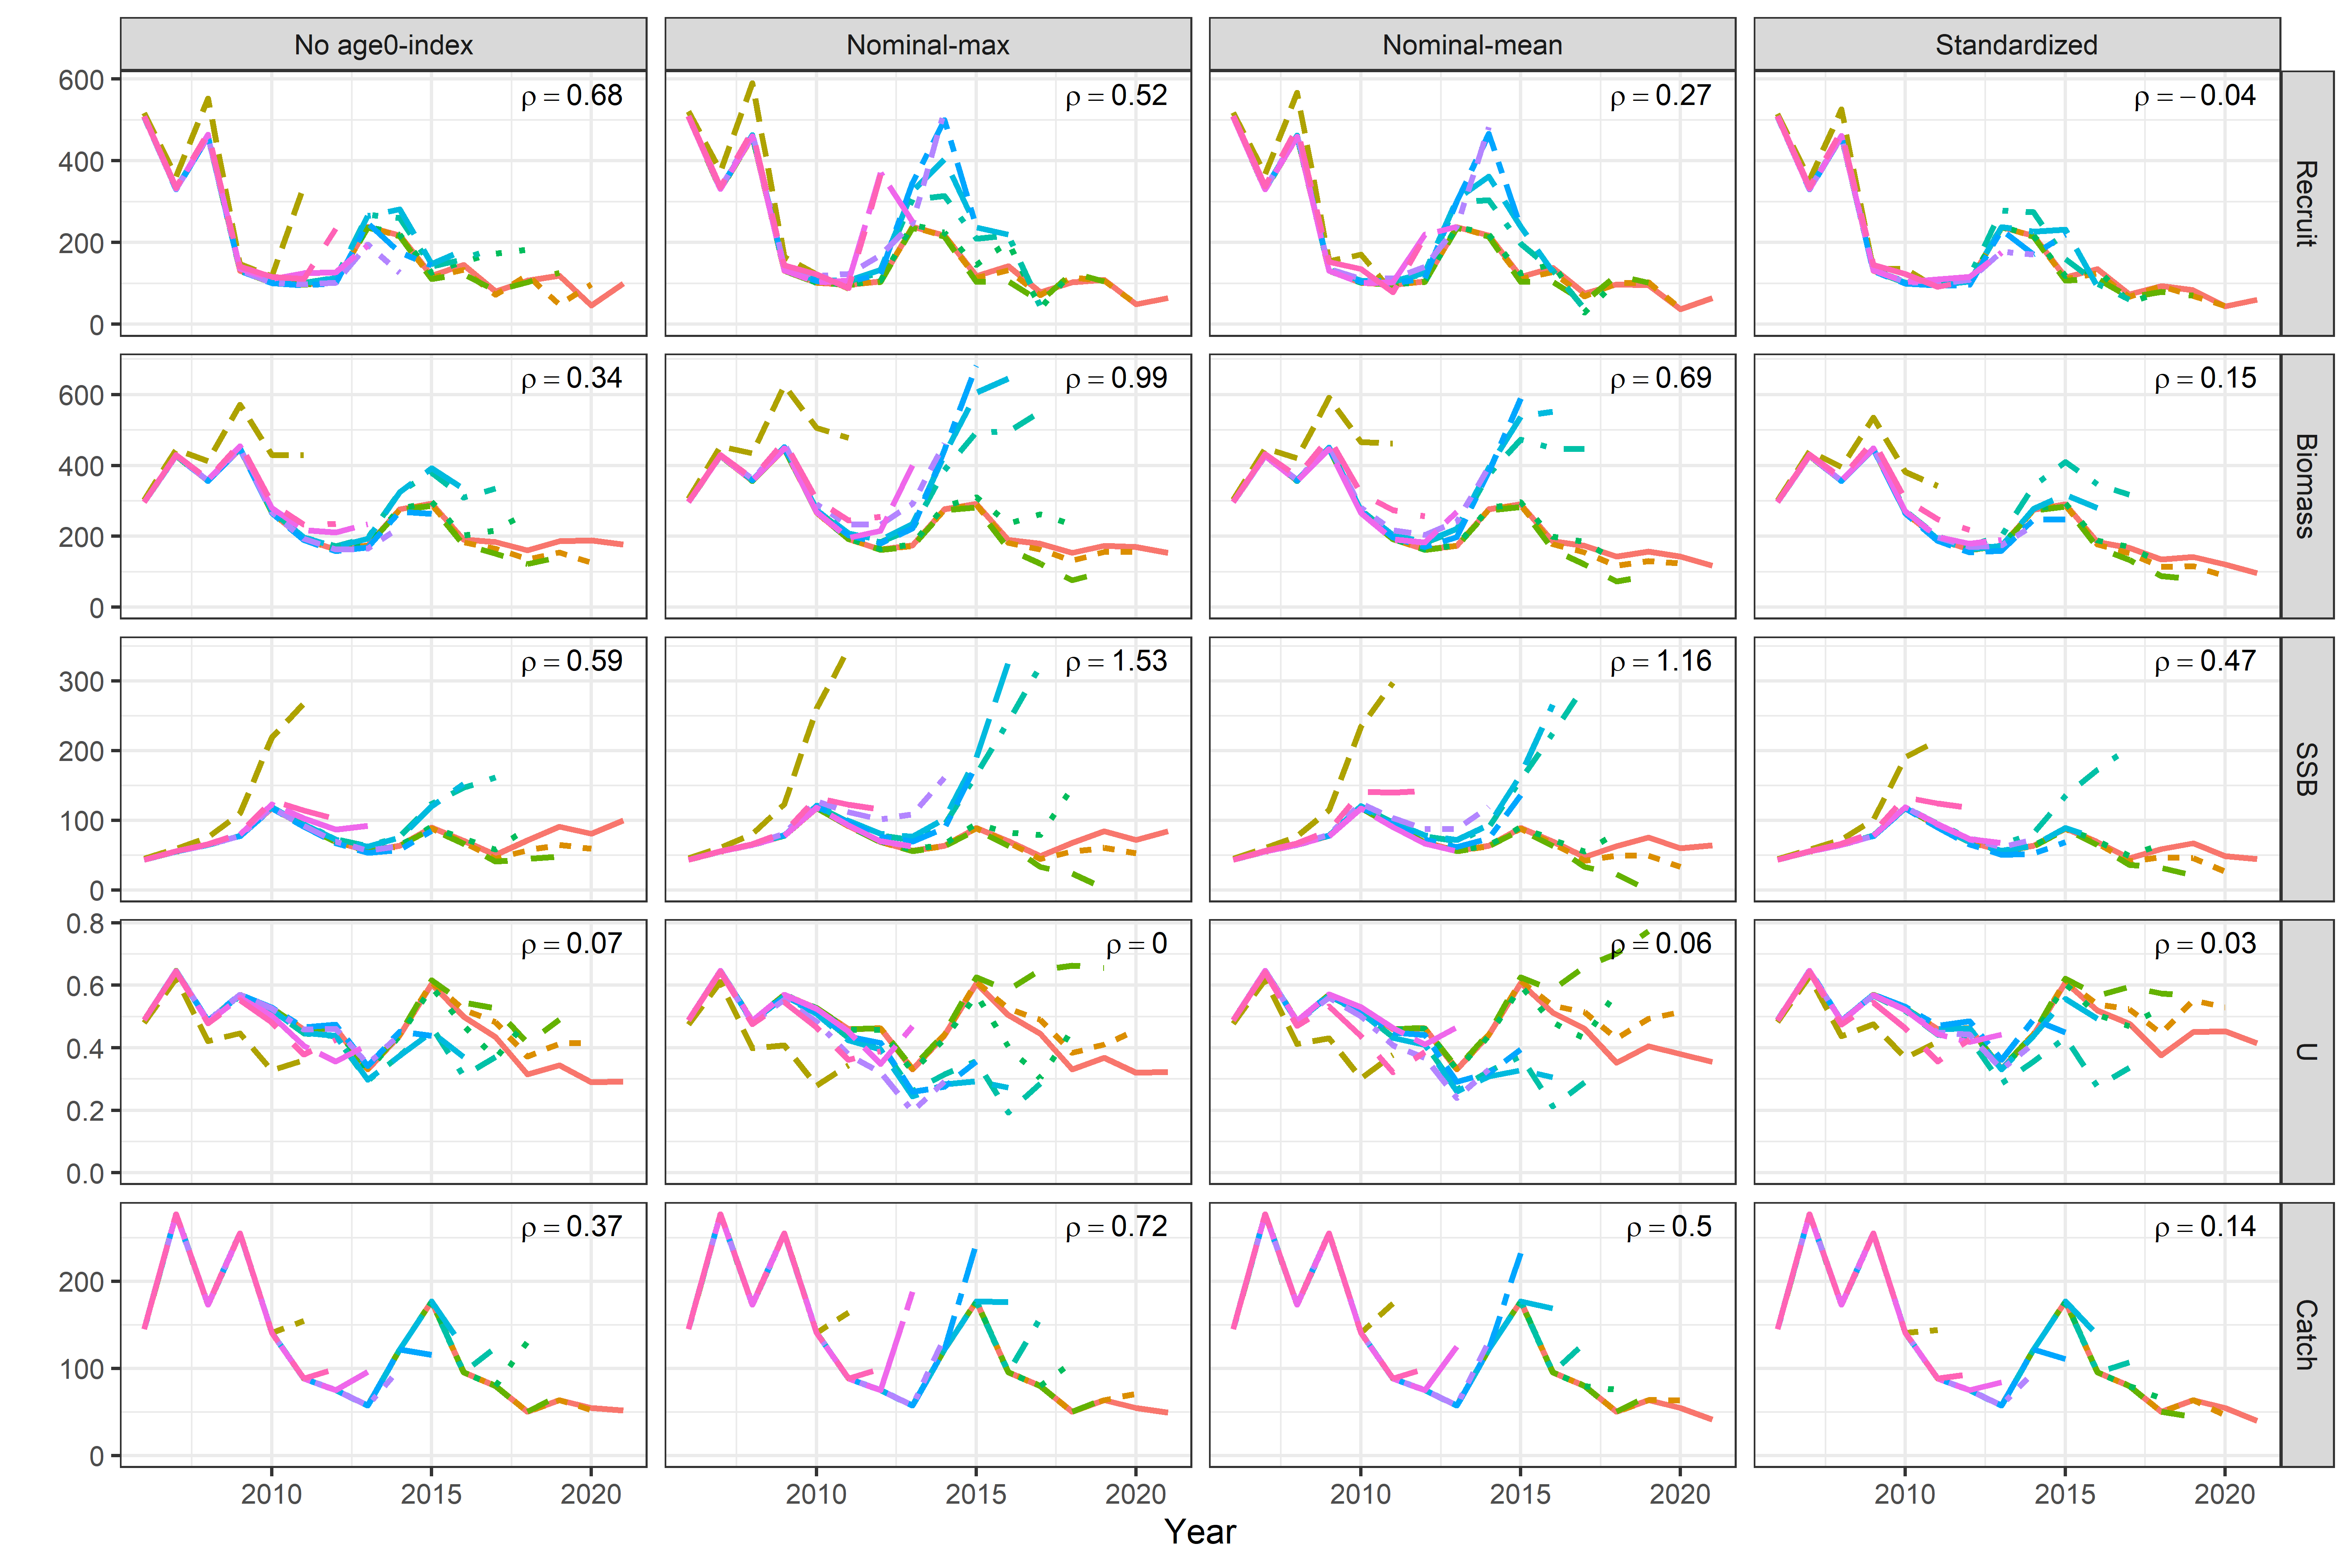 No age0-index Nominal-max Nominal-mean Standardized
600 ρ = 0.68 ρ = 0.52 ρ = 0.27 ρ = − 0.04
400
200
0
Recruit
600 ρ = 0.34 ρ = 0.99 ρ = 0.69 ρ = 0.15
400
200
0
Biomass
300 ρ = 0.59 ρ = 1.53 ρ = 1.16 ρ = 0.47
200
100
0
SSB
0.8 ρ = 0.07 ρ = 0 ρ = 0.06 ρ = 0.03
0.6
0.4
0.2
0.0
U
ρ = 0.37 ρ = 0.72 ρ = 0.5 ρ = 0.14
200
100
0
Catch
2010 2015 2020 2010 2015 2020 2010 2015 2020 2010 2015 2020
Year